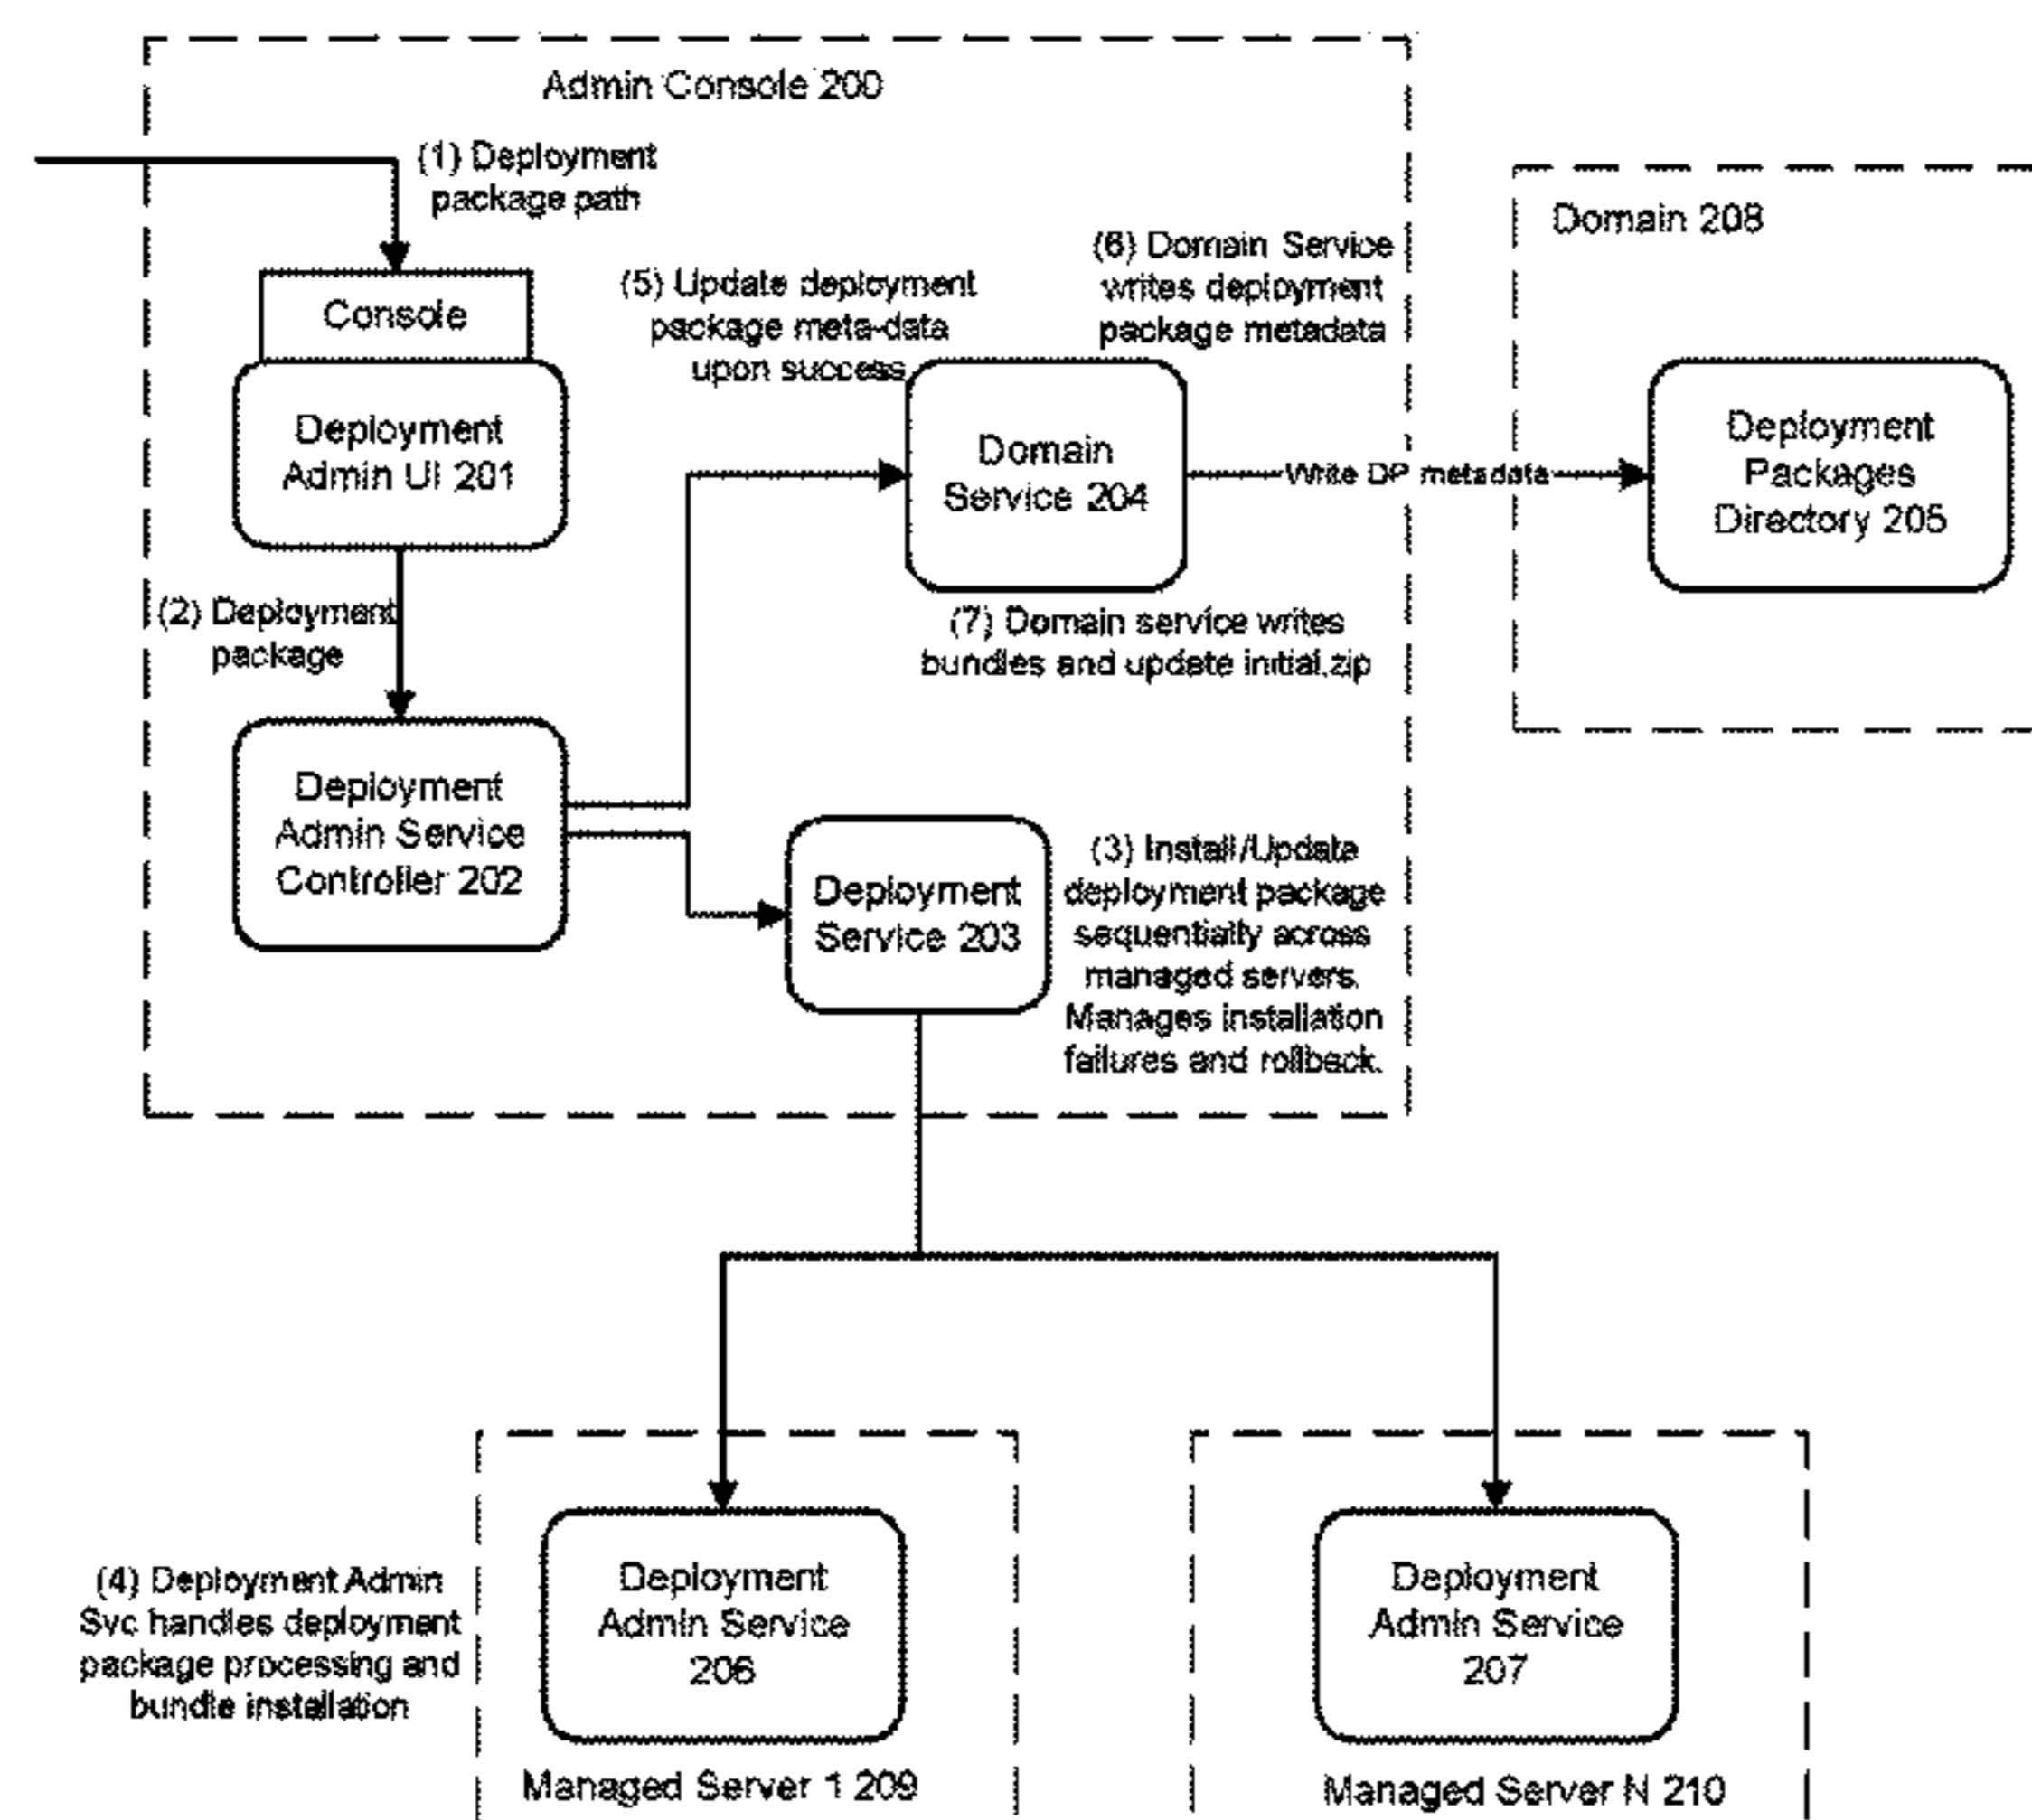 Admin Console 200
(1) Deployment
package path
Console
Deployment
Admin UI 201
(2) Deployment
package
Deployment
Admin Service
Controller 202
(5) Update deployment
package meta-data
upon success
(6) Domain Service
writes deployment
package metadata
Domain
Service 204
Write DP metadata
(7) Domain service writes
bundles and update initial.zip
Domain 208
Deployment
Packages
Directory 205
Deployment
Service 203
(3) Install/Update
deployment package
sequentially across
managed servers.
Manages installation
failures and rollback.
(4) Deployment Admin
Svc handles deployment
package processing and
bundle installation
Deployment
Admin Service
206
Managed Server 1 209
Deployment
Admin Service
207
Managed Server N 210